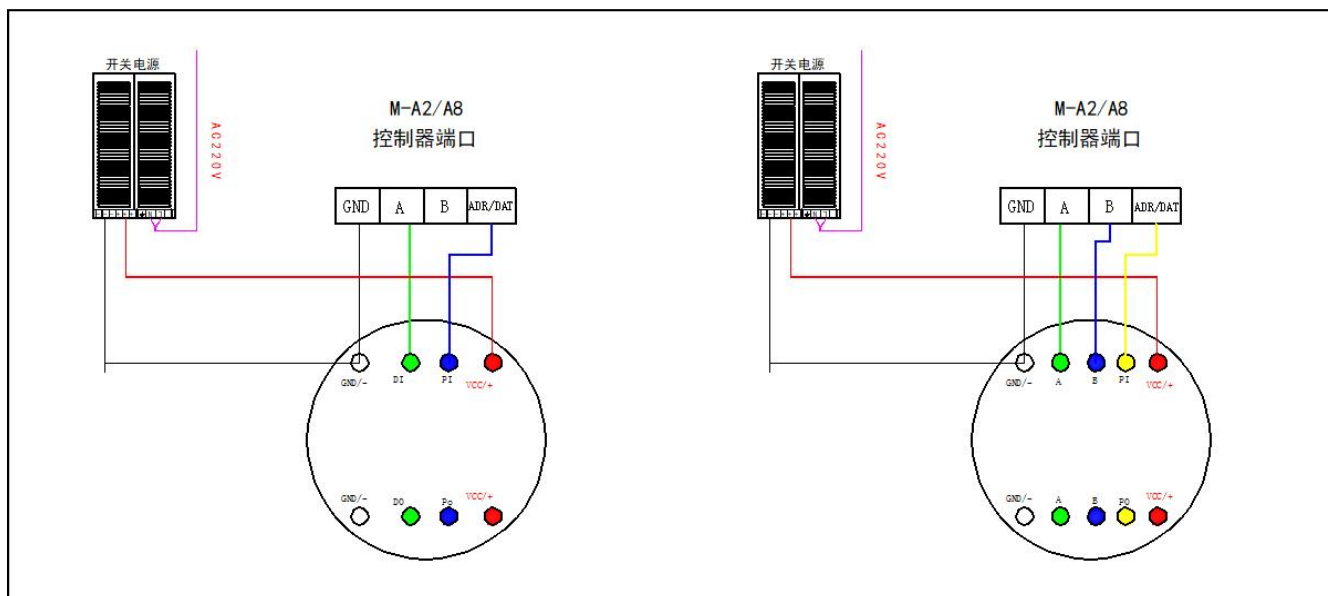 开关电源
AC220V
M-A2/A8
控制器端口
GND A B ADR/DAT
GND/- DI PI VCC/+
GND/- DO Po VCC/+
开关电源
AC220V
M-A2/A8
控制器端口
GND A B ADR/DAT
GND/- A B PI VCC/+
GND/- A B PO VCC/+